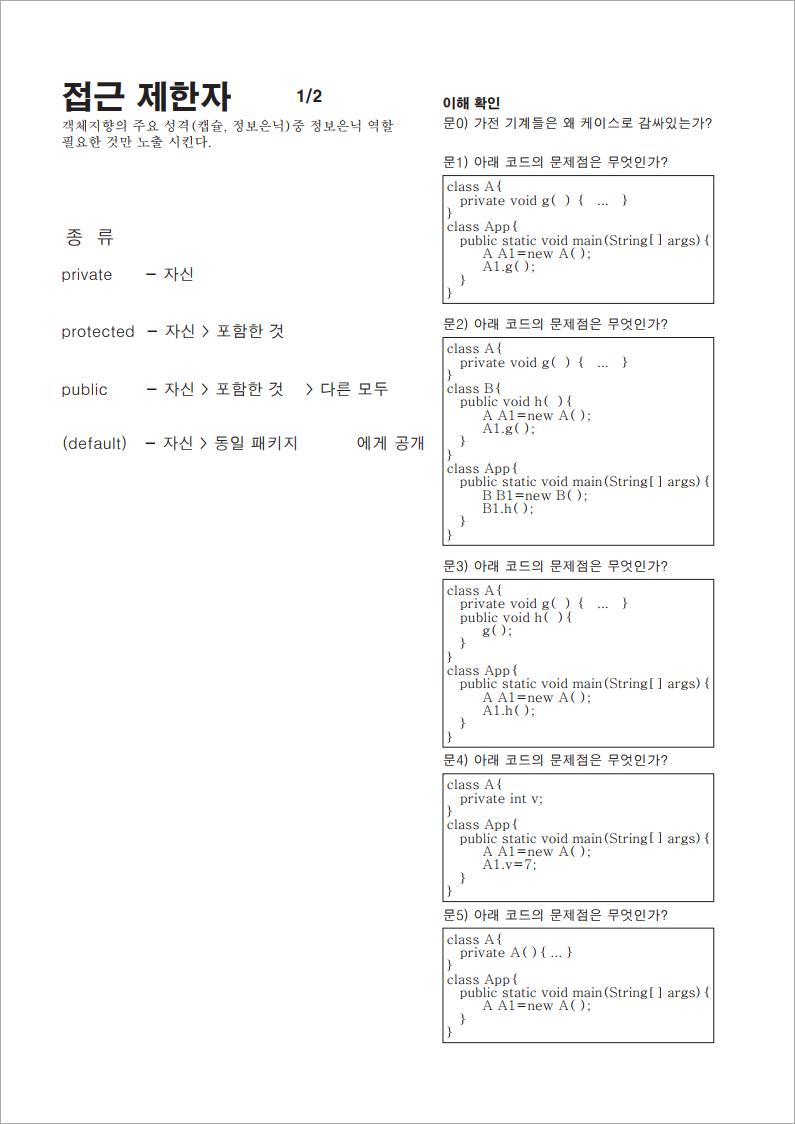 접근 제한자 1/2
객체지향의 주요 성격(캡슐, 정보은닉)중 정보은닉 역할
필요한 것만 노출 시킨다.
종 류
private - 자신
protected - 자신 > 포함한 것
public - 자신 > 포함한 것 > 다른 모두
(default) - 자신 > 동일 패키지 에게 공개
이해 확인
문0) 가전 기계들은 왜 케이스로 감싸있는가?
문1) 아래 코드의 문제점은 무엇인가?
class A{
private void g( ) { ... }
}
class App{
public static void main(String[ ] args){
A A1=new A( );
A1.g( );
}
}
문2) 아래 코드의 문제점은 무엇인가?
class A{
private void g( ) { ... }
}
class B{
public void h( ){
A A1=new A( );
A1.g( );
}
}
class App{
public static void main(String[ ] args){
B B1=new B( );
B1.h( );
}
}
문3) 아래 코드의 문제점은 무엇인가?
class A{
private void g( ) { ... }
public void h( ){
g( );
}
}
class App{
public static void main(String[ ] args){
A A1=new A( );
A1.h( );
}
}
문4) 아래 코드의 문제점은 무엇인가?
class A{
private int v;
}
class App{
public static void main(String[ ] args){
A A1=new A( );
A1.v=7;
}
}
문5) 아래 코드의 문제점은 무엇인가?
class A{
private A( ){ ... }
}
class App{
public static void main(String[ ] args){
A A1=new A( );
}
}